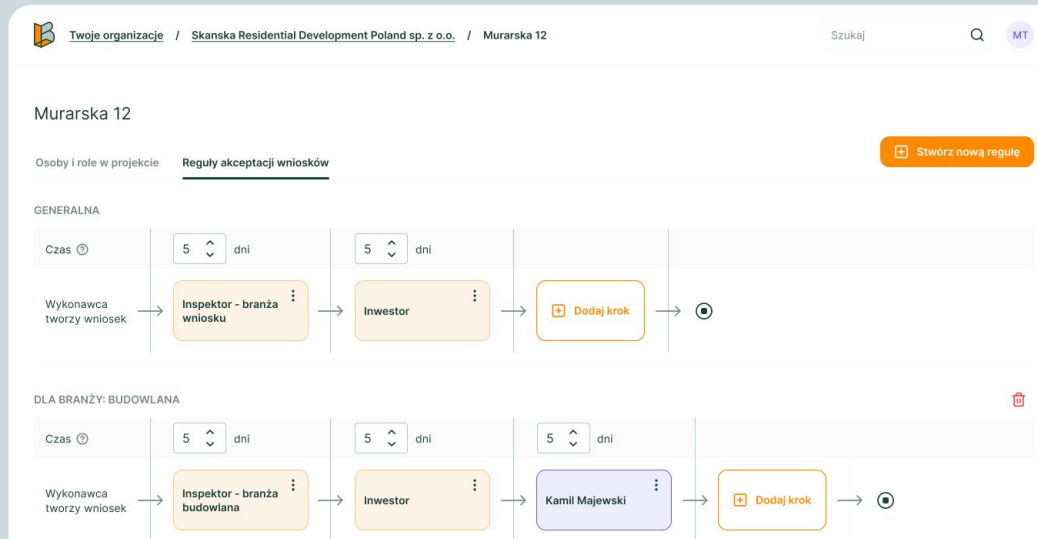 Twoje organizacje / Skanska Residential Development Poland sp. z o.o. / Murarska 12
Szukaj
MT
Murarska 12
Osoby i role w projekcie
Reguły akceptacji wniosków
Stwórz nową regułę
GENERALNA
Czas
5 dni
5 dni
Wykonawca
tworzy wniosek
Inspektor - branża
wniosku
Inwestor
Dodaj krok
DLA BRANŻY: BUDOWLANA
Czas
5 dni
5 dni
5 dni
Wykonawca
tworzy wniosek
Inspektor - branża
budowlana
Inwestor
Kamil Majewski
Dodaj krok